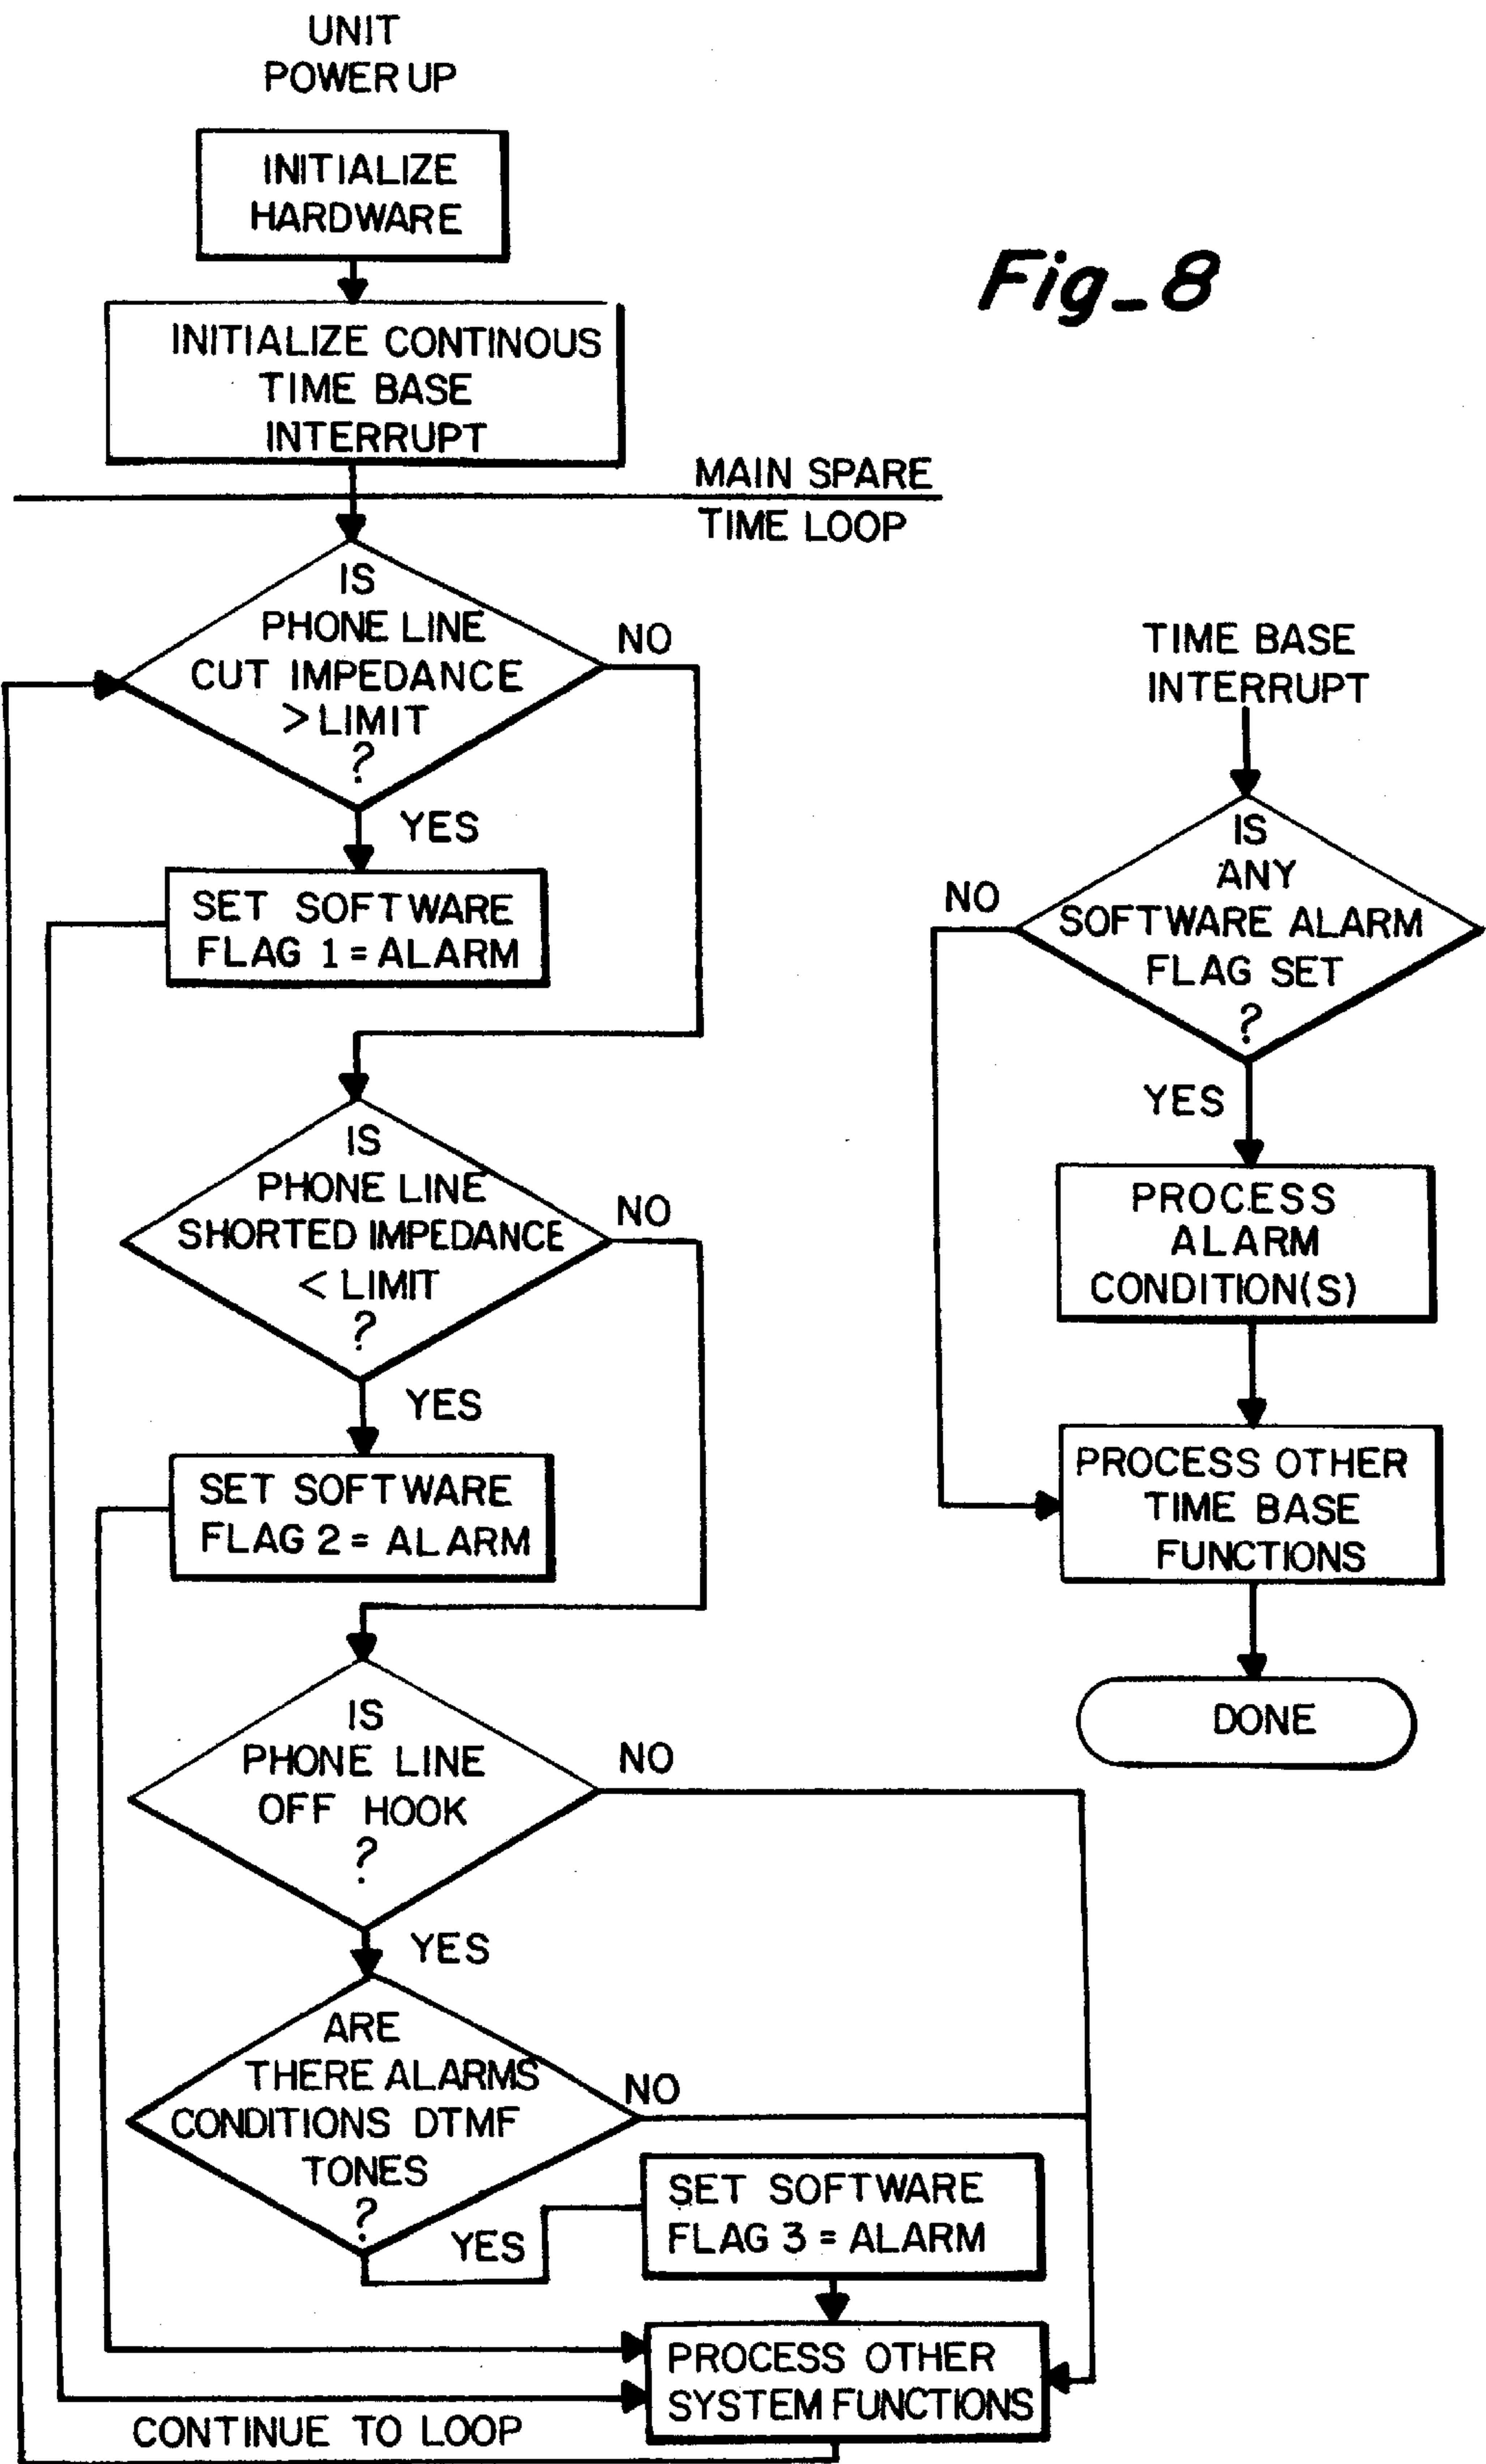 UNIT
POWER UP
INITIALIZE
HARDWARE
Fig_8
INITIALIZE CONTINOUS
TIME BASE
INTERRUPT
MAIN SPARE
TIME LOOP
IS
PHONE LINE
CUT IMPEDANCE
> LIMIT
?
NO
YES
SET SOFTWARE
FLAG 1 = ALARM
IS
PHONE LINE
SHORTED IMPEDANCE
< LIMIT
?
NO
YES
SET SOFTWARE
FLAG 2 = ALARM
IS
PHONE LINE
OFF HOOK
?
NO
YES
ARE
THERE ALARMS
CONDITIONS DTMF
TONES
?
NO
YES
SET SOFTWARE
FLAG 3 = ALARM
PROCESS OTHER
SYSTEM FUNCTIONS
CONTINUE TO LOOP
TIME BASE
INTERRUPT
IS
ANY
SOFTWARE ALARM
FLAG SET
?
NO
YES
PROCESS
ALARM
CONDITION(S)
PROCESS OTHER
TIME BASE
FUNCTIONS
DONE